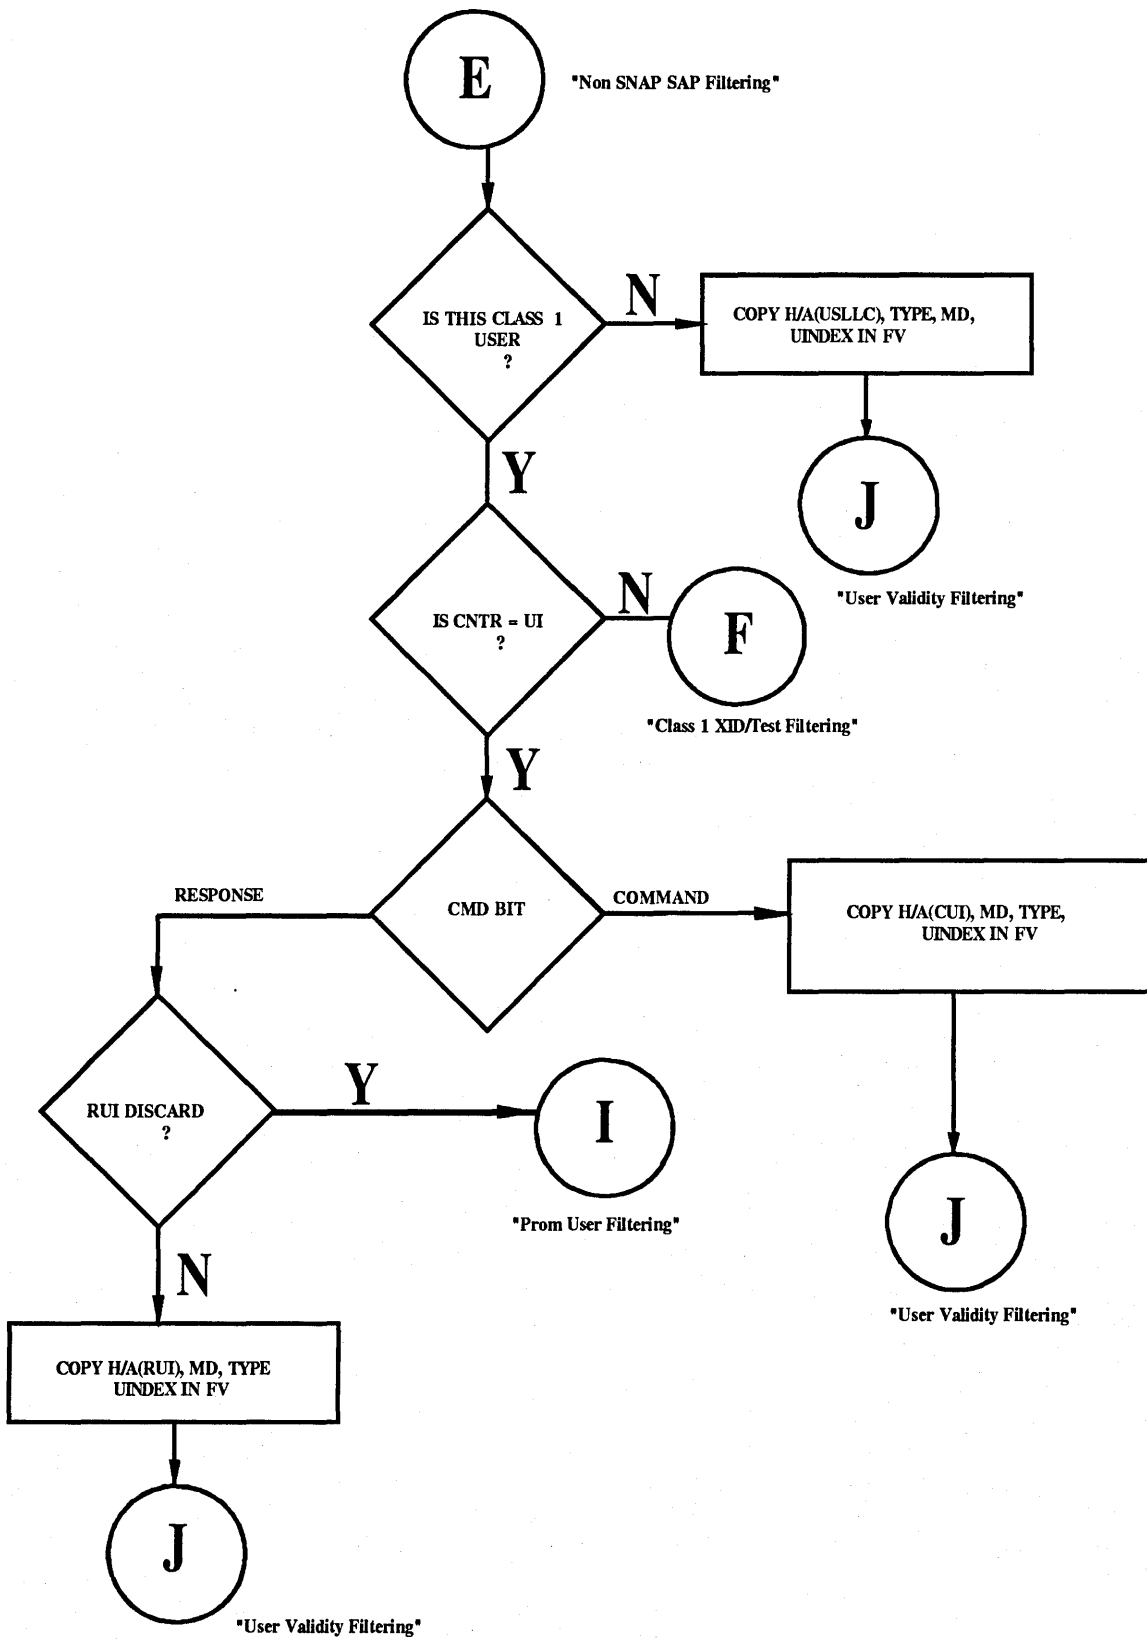 E
"Non SNAP SAP Filtering"
IS THIS CLASS 1
USER
?
N
COPY H/A(USLLC), TYPE, MD,
UINDEX IN FV
J
"User Validity Filtering"
Y
IS CNTR = UI
?
N
F
"Class 1 XID/Test Filtering"
Y
CMD BIT
RESPONSE
COMMAND
COPY H/A(CUI), MD, TYPE,
UINDEX IN FV
J
"User Validity Filtering"
RUI DISCARD
?
Y
I
"Prom User Filtering"
N
COPY H/A(RUI), MD, TYPE
UINDEX IN FV
J
"User Validity Filtering"